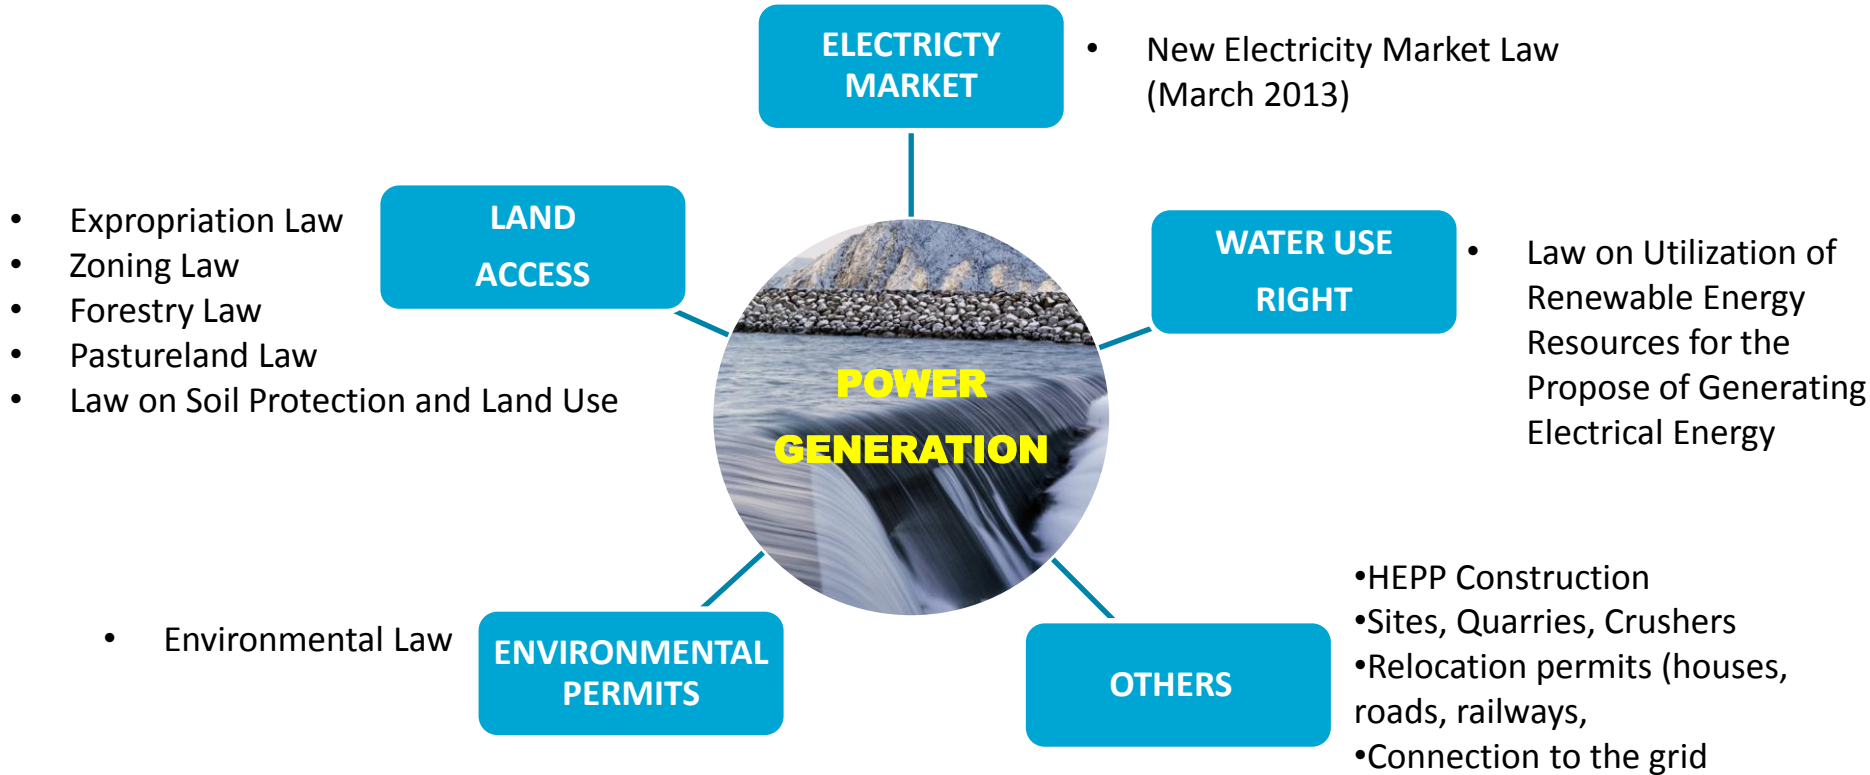 ELECTRICTY
MARKET
• New Electricity Market Law
(March 2013)
LAND
ACCESS
• Expropriation Law
• Zoning Law
• Forestry Law
• Pastureland Law
• Law on Soil Protection and Land Use
WATER USE
RIGHT
• Law on Utilization of
Renewable Energy
Resources for the
Propose of Generating
Electrical Energy
POWER
GENERATION
• Environmental Law
ENVIRONMENTAL
PERMITS
OTHERS
•HEPP Construction
•Sites, Quarries, Crushers
•Relocation permits (houses,
roads, railways,
•Connection to the grid